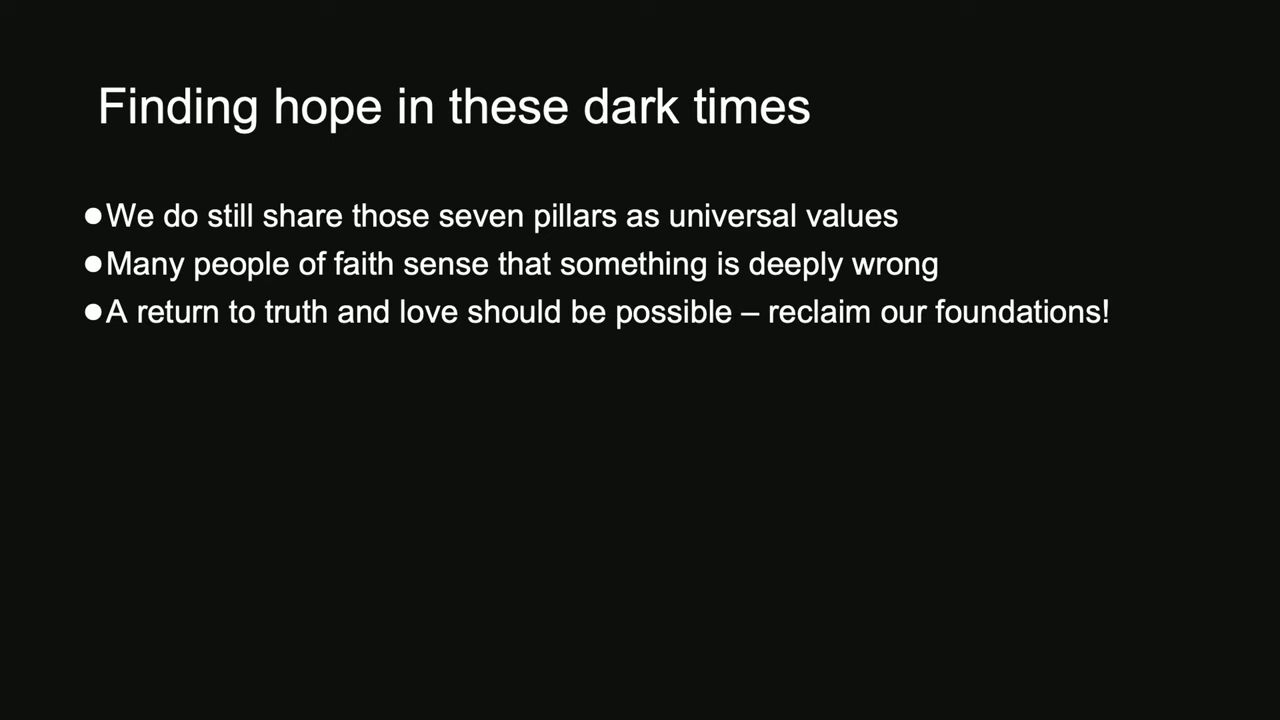 Finding hope in these dark times
●We do still share those seven pillars as universal values
●Many people of faith sense that something is deeply wrong
●A return to truth and love should be possible – reclaim our foundations!